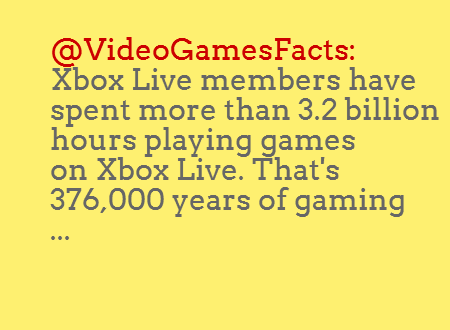 @VideoGamesFacts:
Xbox Live members have
spent more than 3.2 billion
hours playing games
on Xbox Live. That's
376,000 years of gaming
...